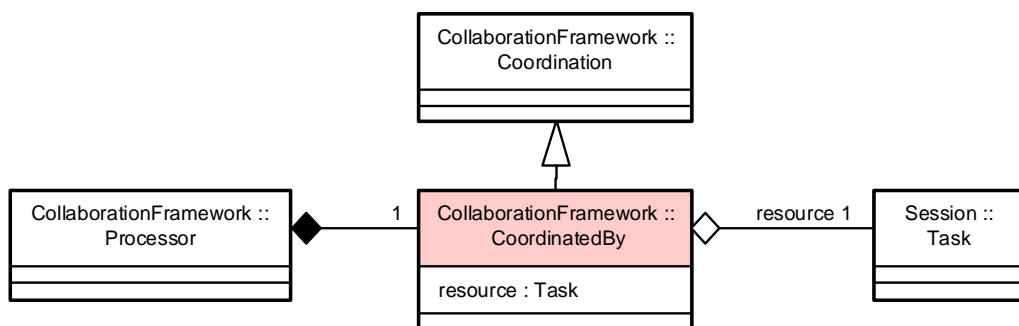 CollaborationFramework ::
Coordination
CollaborationFramework ::
Processor
1
CollaborationFramework ::
CoordinatedBy
resource : Task
resource 1
Session ::
Task